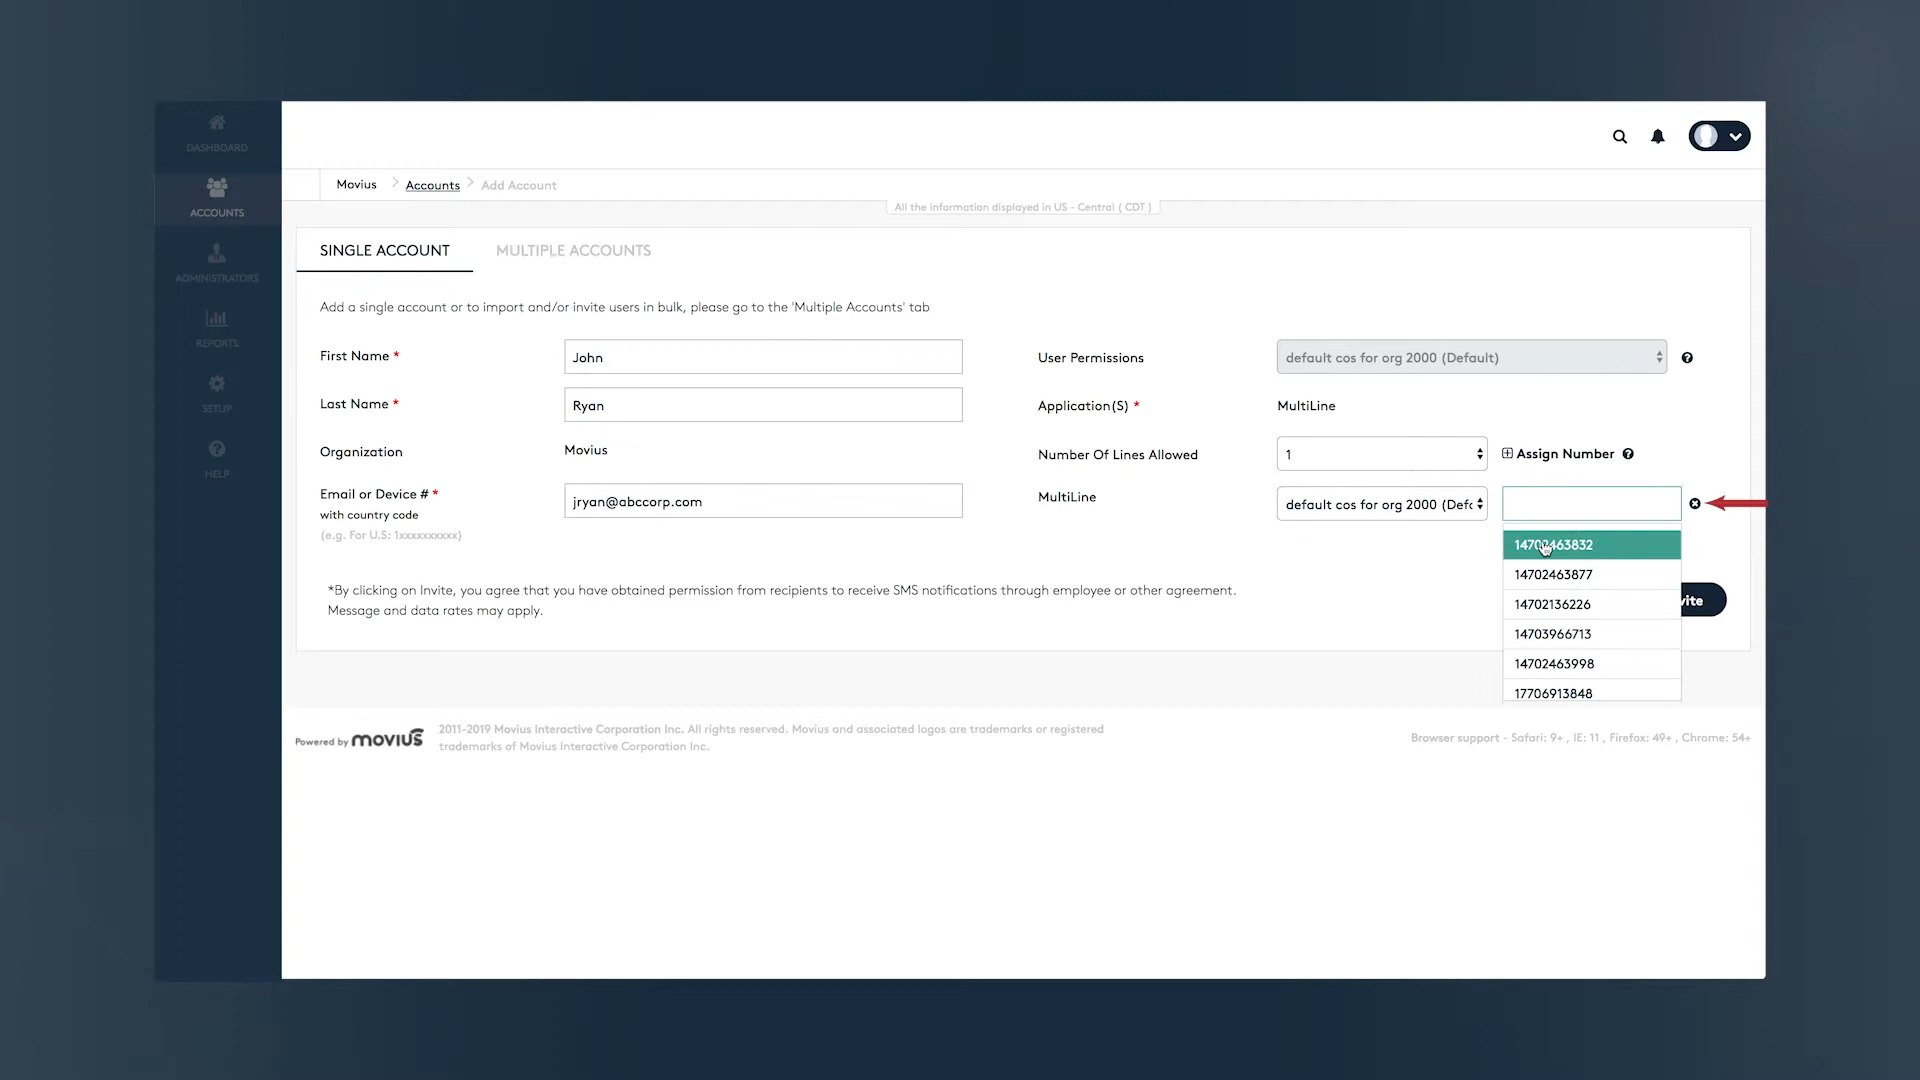 DASHBOARD
ACCOUNTS
ADMINISTRATORS
REPORTS
SETUP
HELP
Movius
Accounts
Add Account
All the information displayed in US - Central ( CDT )
SINGLE ACCOUNT
MULTIPLE ACCOUNTS
Add a single account or to import and/or invite users in bulk, please go to the 'Multiple Accounts' tab
First Name *
John
Last Name *
Ryan
Organization
Movius
Email or Device # *
with country code
(e.g. For U.S: 1xxxxxxxxxx)
jryan@abccorp.com
User Permissions
default cos for org 2000 (Default)
Application(S) *
MultiLine
Number Of Lines Allowed
1
Assign Number
MultiLine
default cos for org 2000 (Defa
14702463832
14702463877
14702136226
14703966713
14702463998
17706913848
*By clicking on Invite, you agree that you have obtained permission from recipients to receive SMS notifications through employee or other agreement.
Message and data rates may apply.
vite
Powered by movius
2011-2019 Movius Interactive Corporation Inc. All rights reserved. Movius and associated logos are trademarks or registered
trademarks of Movius Interactive Corporation Inc.
Browser support - Safari: 9+ , IE: 11 , Firefox: 49+ , Chrome: 54+